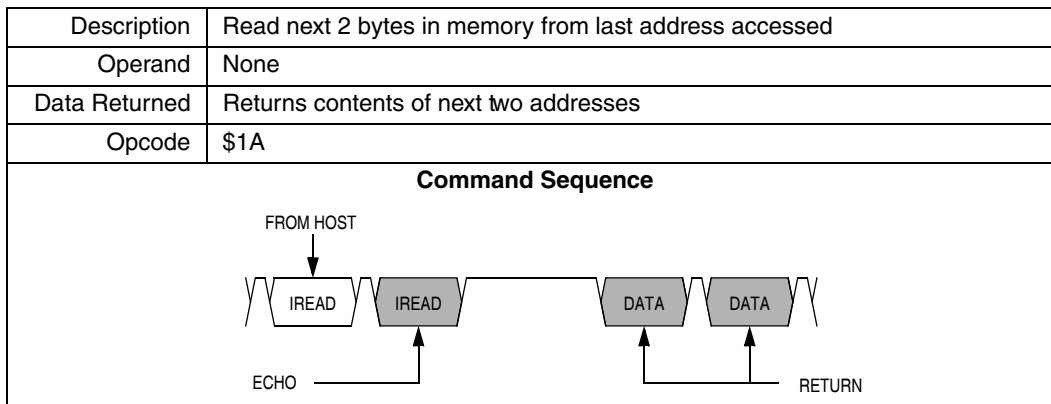 Description Read next 2 bytes in memory from last address accessed
Operand None
Data Returned Returns contents of next two addresses
Opcode $1A
Command Sequence
FROM HOST
IREAD IREAD DATA DATA
ECHO RETURN